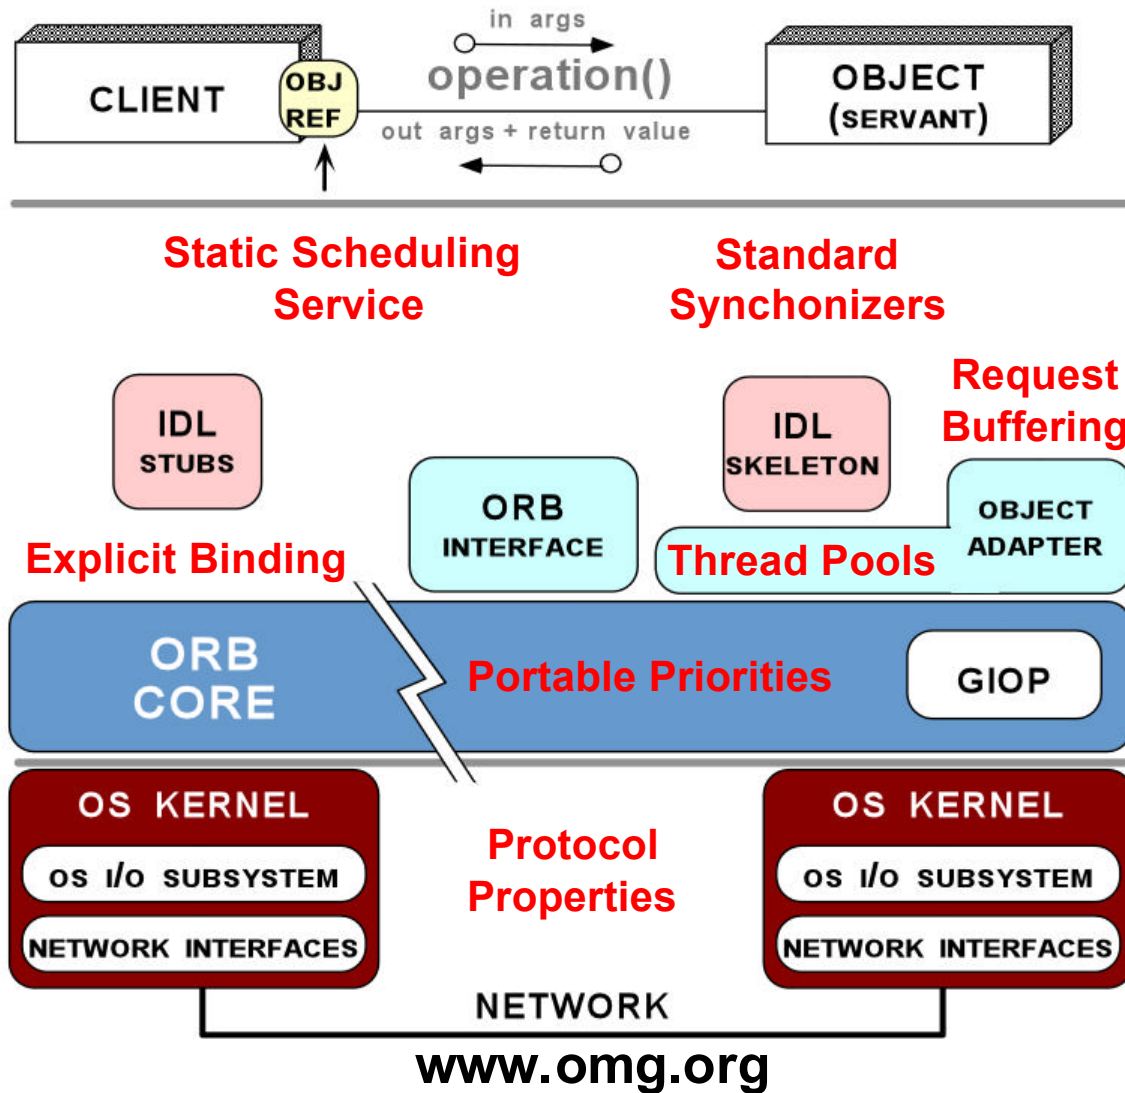 in args
CLIENT
OBJ
REF
operation()
OBJECT
(SERVANT)
out args + return value
Static Scheduling
Service
Standard
Synchonizers
Request
Buffering
IDL
STUBS
IDL
SKELETON
ORB
INTERFACE
OBJECT
ADAPTER
Explicit Binding
Thread Pools
ORB
CORE
Portable Priorities
GIOP
OS KERNEL
OS I/O SUBSYSTEM
NETWORK INTERFACES
Protocol
Properties
OS KERNEL
OS I/O SUBSYSTEM
NETWORK INTERFACES
NETWORK
www.omg.org